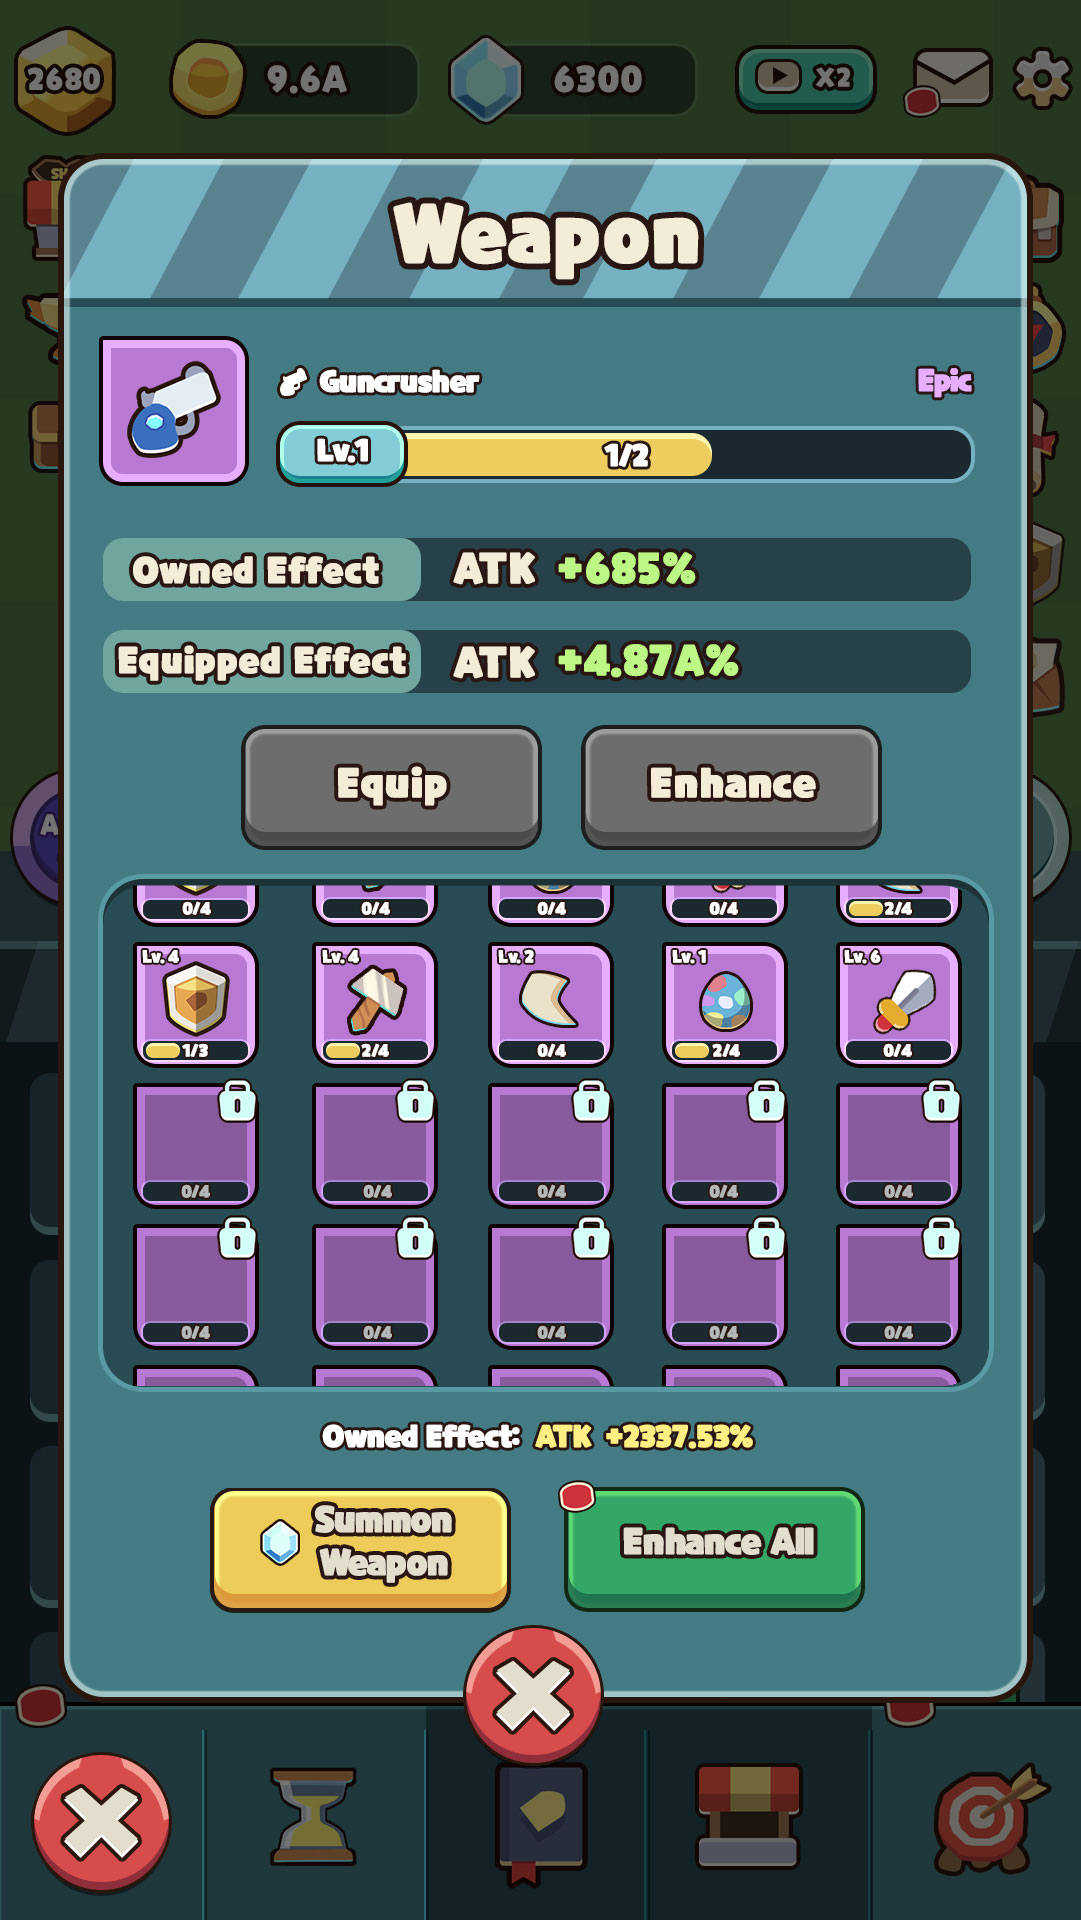 2680
9.6A
6300
X2
SH
Weapon
Guncrusher
Epic
Lv.1
1/2
Owned Effect ATK +685%
Equipped Effect ATK +4.87A%
Equip
Enhance
0/4 0/4 0/4 0/4 2/4
Lv.4 Lv.4 Lv.2 Lv.1 Lv.6
1/3 2/4 0/4 2/4 0/4
0/4 0/4 0/4 0/4 0/4
0/4 0/4 0/4 0/4 0/4
Owned Effect: ATK +2337.53%
Summon
Weapon
Enhance All